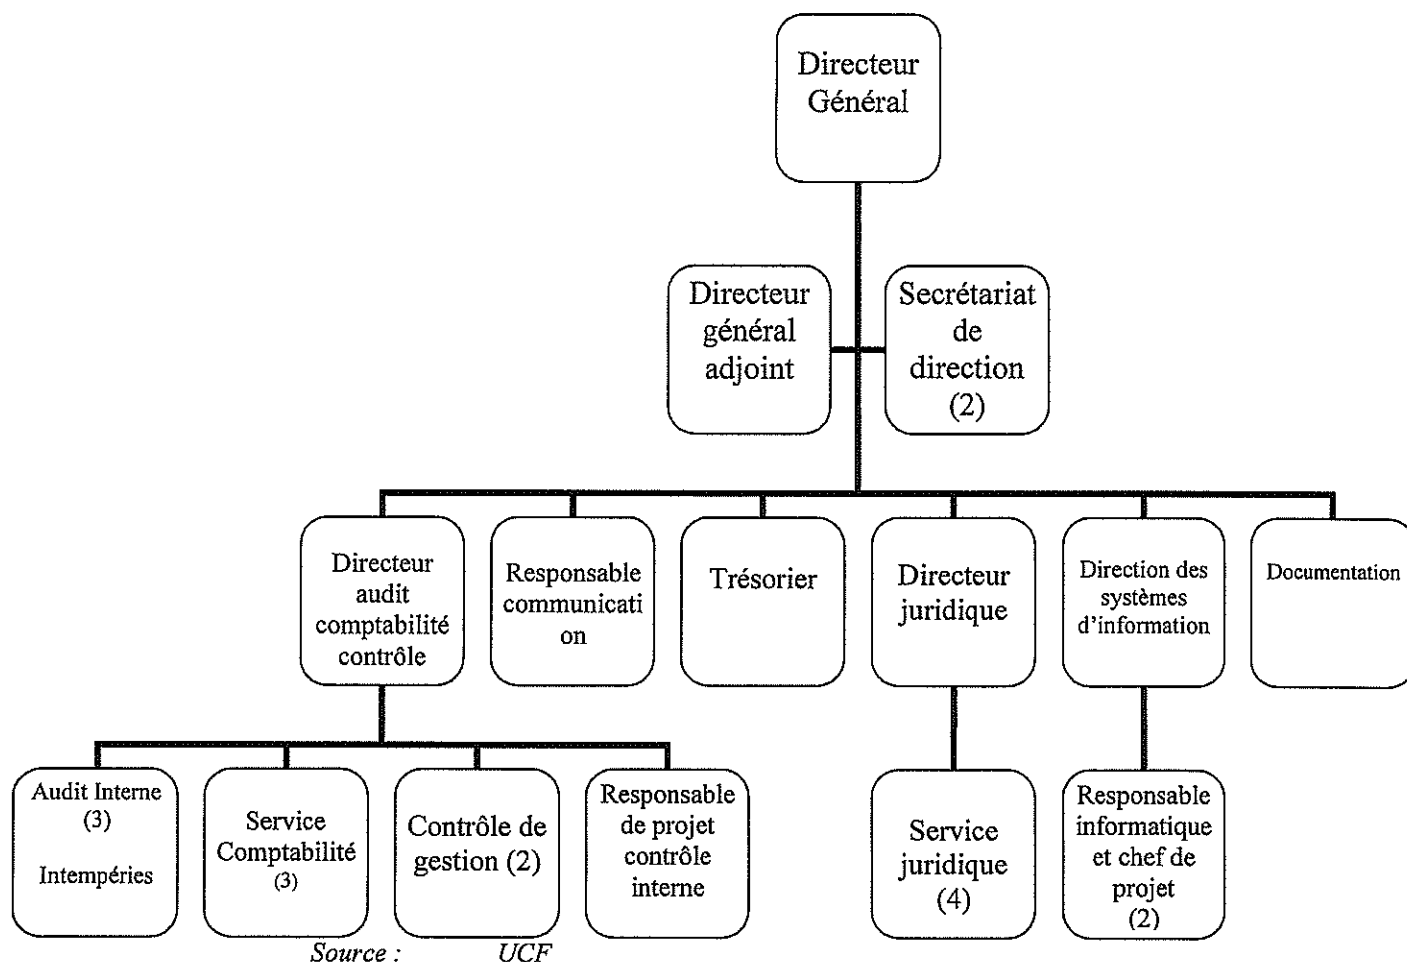 Directeur
Général
Directeur
général
adjoint
Secrétariat
de
direction
(2)
Directeur
audit
comptabilité
contrôle
Responsable
communicati
on
Trésorier
Directeur
juridique
Direction des
systèmes
d'information
Documentation
Audit Interne
(3)
Intempéries
Service
Comptabilité
(3)
Contrôle de
gestion (2)
Responsable
de projet
contrôle
interne
Service
juridique
(4)
Responsable
informatique
et chef de
projet
(2)
Source : UCF